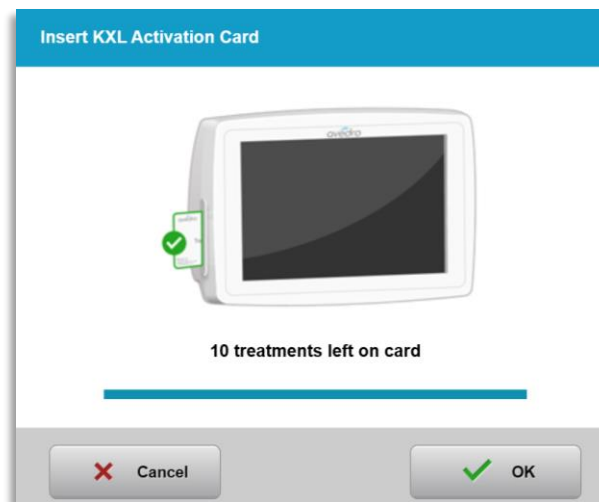 Insert KXL Activation Card
avedro
10 treatments left on card
Cancel
OK